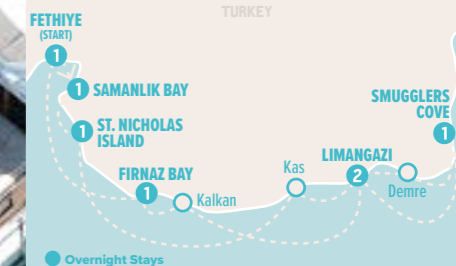 TURKEY
FETHIYE
(START)
1
1 SAMANLIK BAY
SMUGGLERS
COVE
1
1 ST. NICHOLAS
ISLAND
LIMANGAZI
2
FIRNAZ BAY
1
Kas
Kalkan
Demre
Overnight Stays